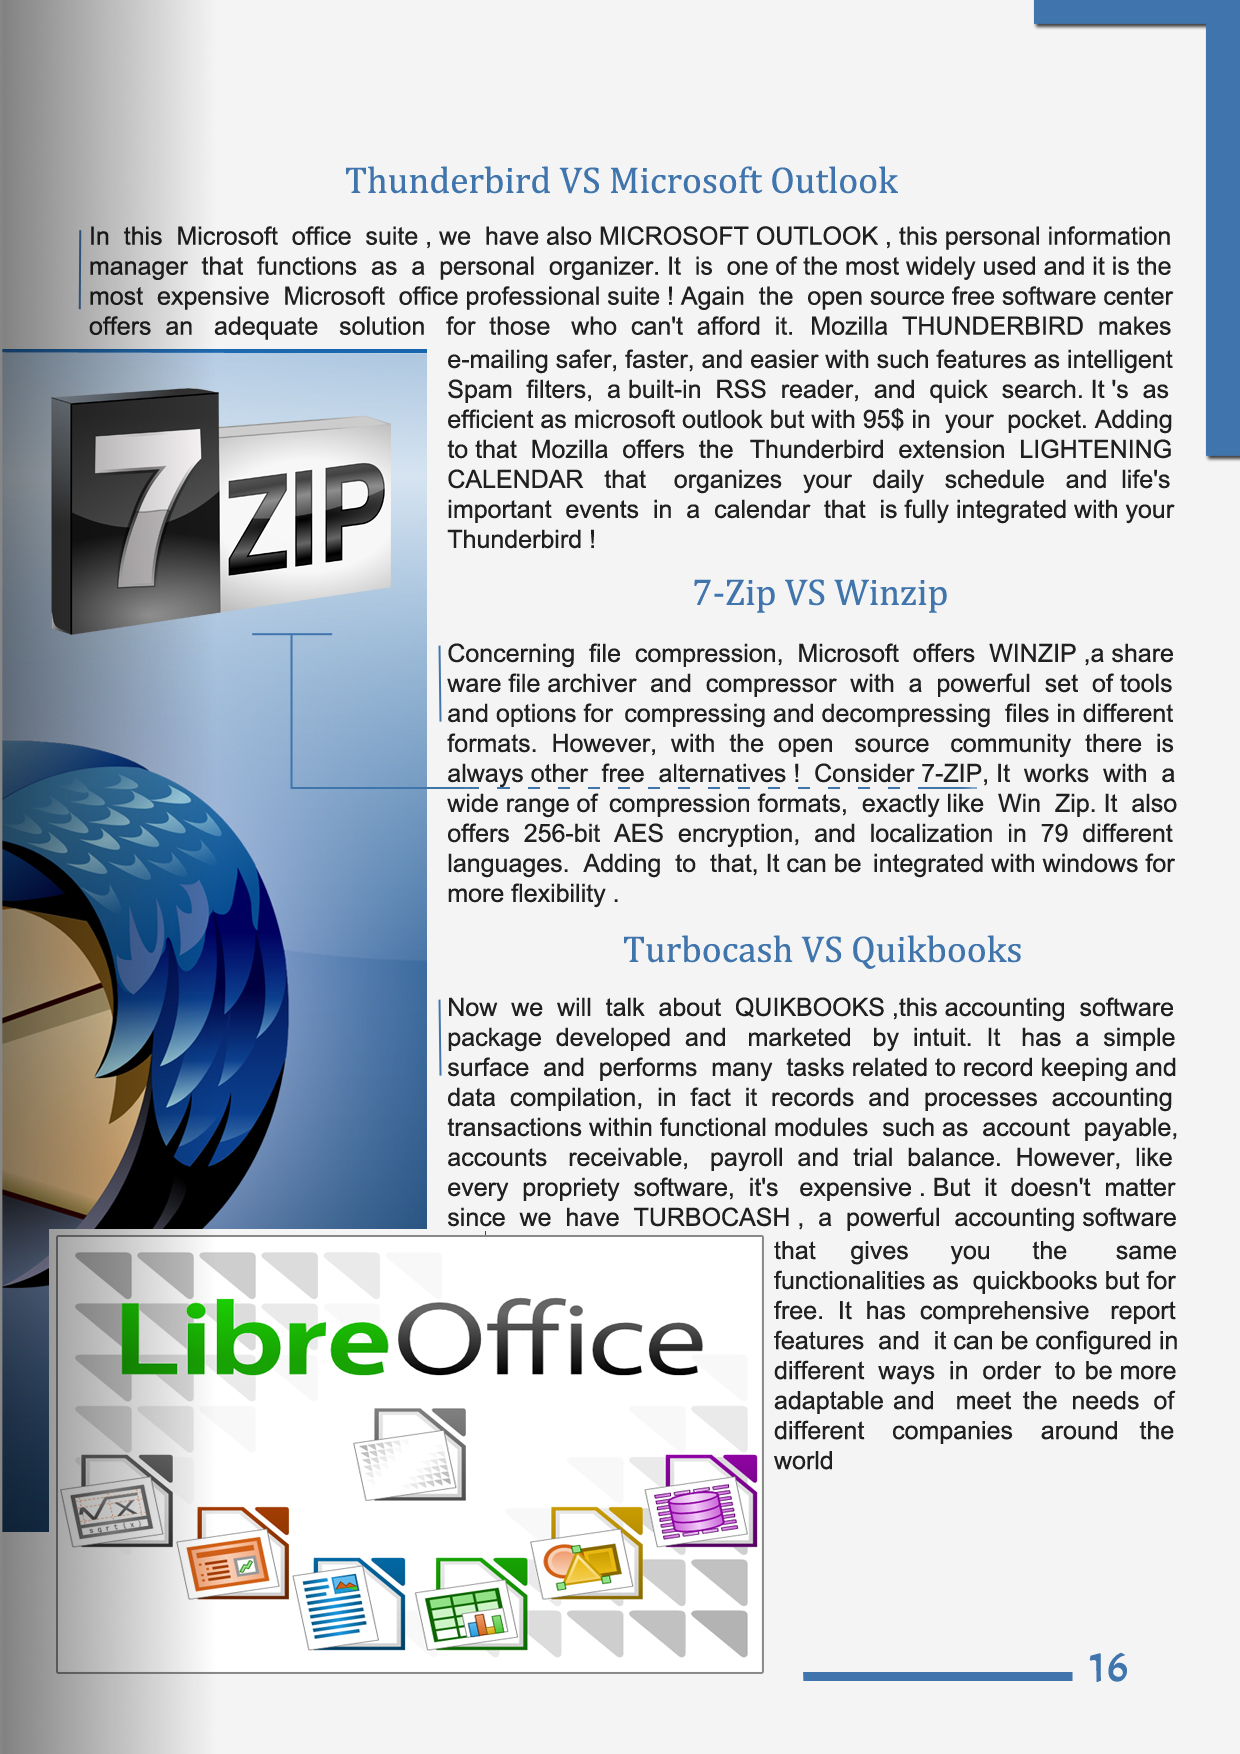 Thunderbird VS Microsoft Outlook
In this Microsoft office suite , we have also MICROSOFT OUTLOOK , this personal information
manager that functions as a personal organizer. It is one of the most widely used and it is the
most expensive Microsoft office professional suite ! Again the open source free software center
offers an adequate solution for those who can't afford it. Mozilla THUNDERBIRD makes
e-mailing safer, faster, and easier with such features as intelligent
Spam filters, a built-in RSS reader, and quick search. It 's as
efficient as microsoft outlook but with 95$ in your pocket. Adding
to that Mozilla offers the Thunderbird extension LIGHTENING
CALENDAR that organizes your daily schedule and life's
important events in a calendar that is fully integrated with your
Thunderbird !
7 ZIP
7-Zip VS Winzip
Concerning file compression, Microsoft offers WINZIP ,a share
ware file archiver and compressor with a powerful set of tools
and options for compressing and decompressing files in different
formats. However, with the open source community there is
always other free alternatives ! Consider 7-ZIP, It works with a
wide range of compression formats, exactly like Win Zip. It also
offers 256-bit AES encryption, and localization in 79 different
languages. Adding to that, It can be integrated with windows for
more flexibility .
Turbocash VS Quikbooks
Now we will talk about QUIKBOOKS ,this accounting software
package developed and marketed by intuit. It has a simple
surface and performs many tasks related to record keeping and
data compilation, in fact it records and processes accounting
transactions within functional modules such as account payable,
accounts receivable, payroll and trial balance. However, like
every propriety software, it's expensive . But it doesn't matter
since we have TURBOCASH , a powerful accounting software
that gives you the same
functionalities as quickbooks but for
free. It has comprehensive report
features and it can be configured in
different ways in order to be more
adaptable and meet the needs of
different companies around the
world
LibreOffice
√x
sqrt(x)
16